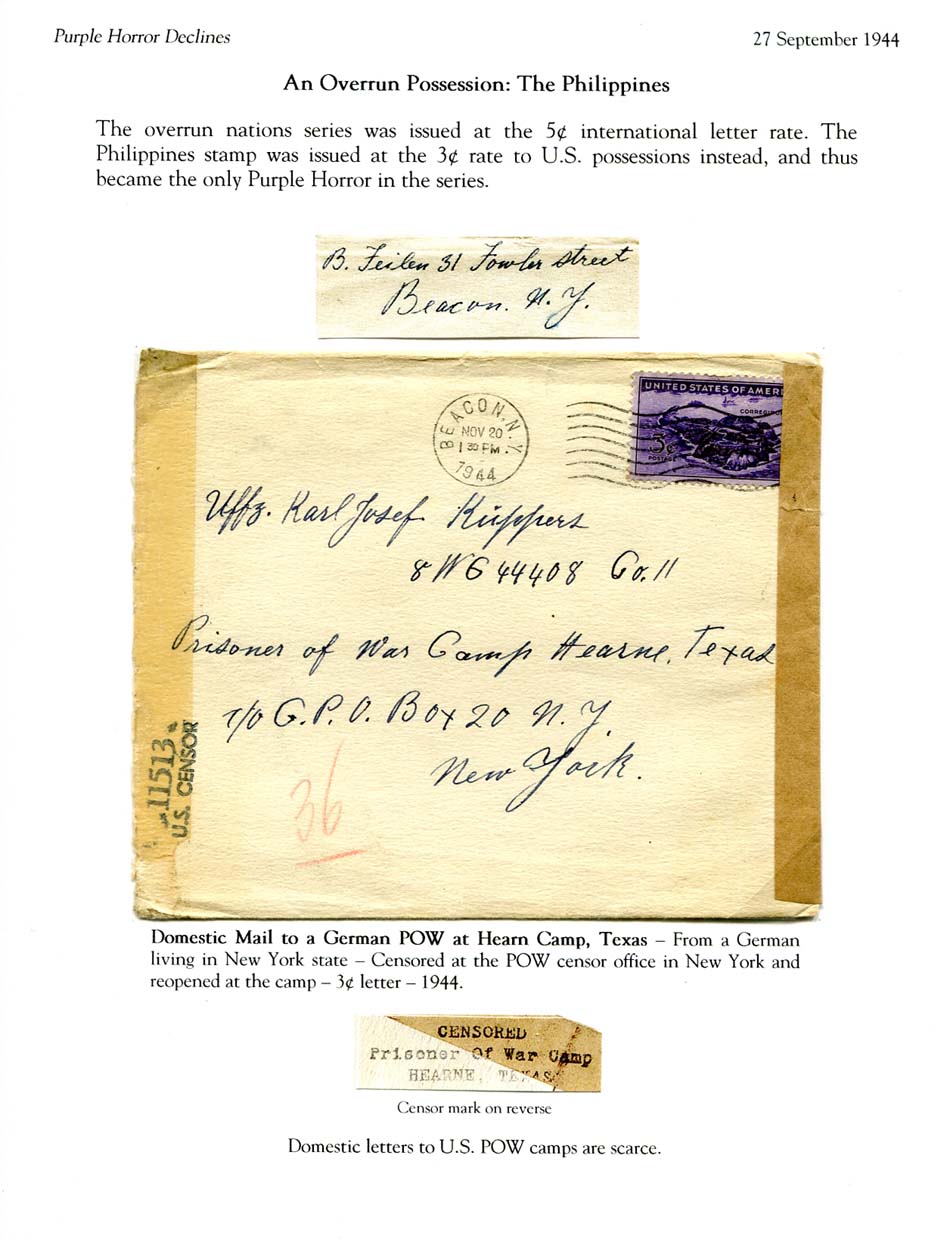 Purple Horror Declines
27 September 1944
An Overrun Possession: The Philippines
The overrun nations series was issued at the 5¢ international letter rate. The
Philippines stamp was issued at the 3¢ rate to U.S. possessions instead, and thus
became the only Purple Horror in the series.
B. Feilen 31 Fowler street
Beacon. N. Y.
BEACON, N.Y.
NOV 20
1 30 PM
1944
UNITED STATES OF AMERI
CORREGIDO
3¢
POSTAGE
Uffz. Karl Josef Küppers
8WG44408 Co. 11
Prisoner of War Camp Hearne, Texas
c/o G.P.O. Box 20 N. Y.
New York.
11513
U.S. CENSOR
36
Domestic Mail to a German POW at Hearn Camp, Texas – From a German
living in New York state – Censored at the POW censor office in New York and
reopened at the camp – 3¢ letter – 1944.
CENSORED
Prisoner Of War Camp
HEARNE, TEXAS
Censor mark on reverse
Domestic letters to U.S. POW camps are scarce.